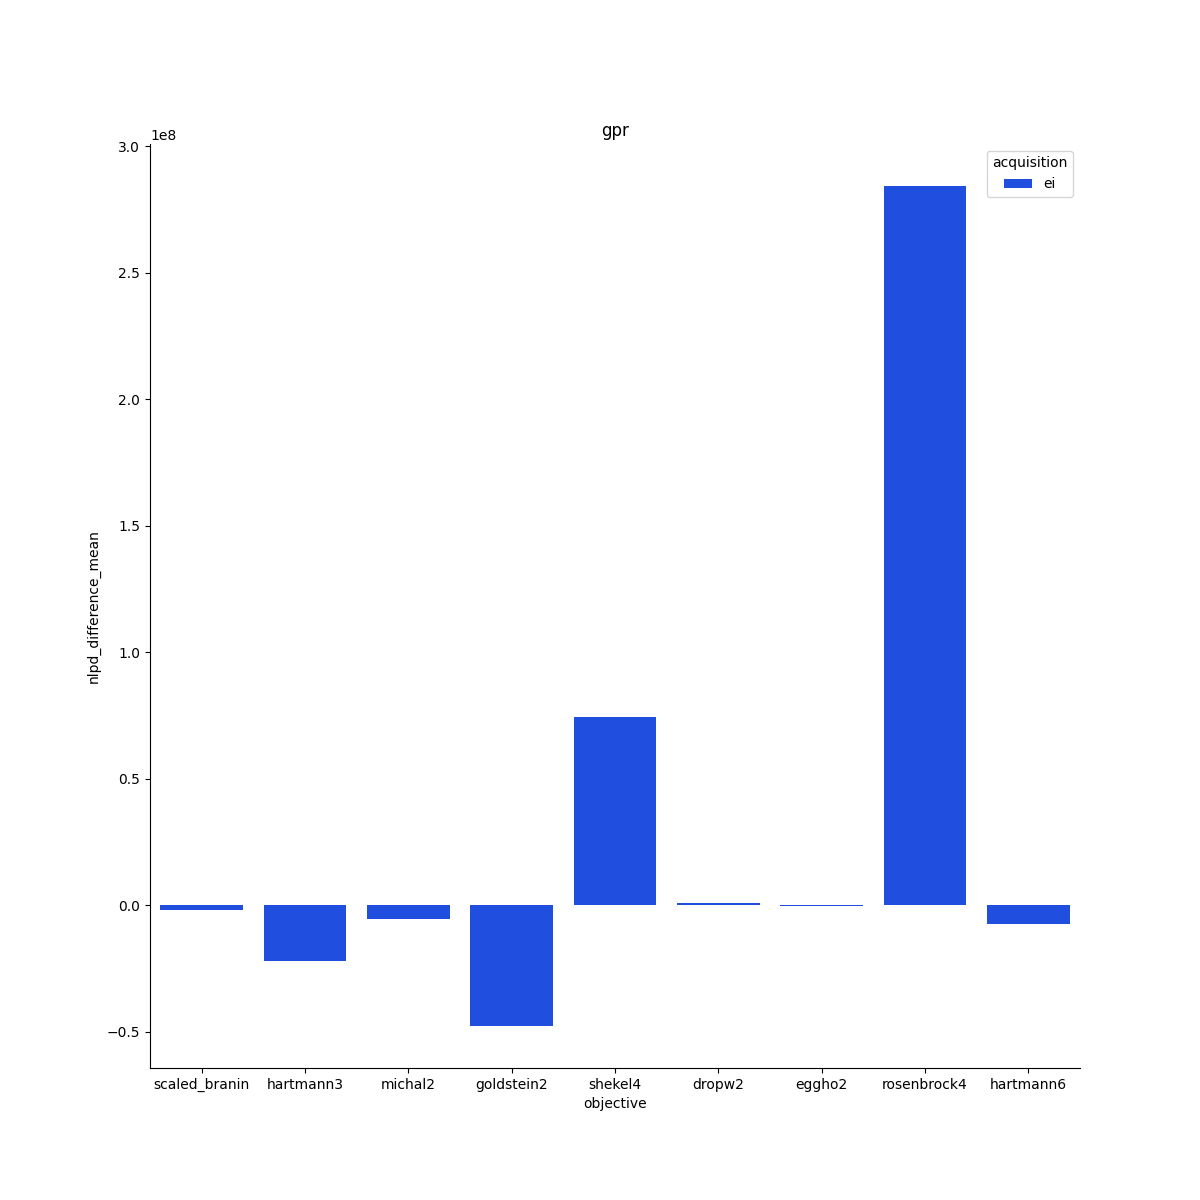 gpr
1e8
acquisition
ei
3.0
2.5
2.0
1.5
1.0
0.5
0.0
−0.5
nlpd_difference_mean
scaled_branin hartmann3 michal2 goldstein2 shekel4 dropw2 eggho2 rosenbrock4 hartmann6
objective